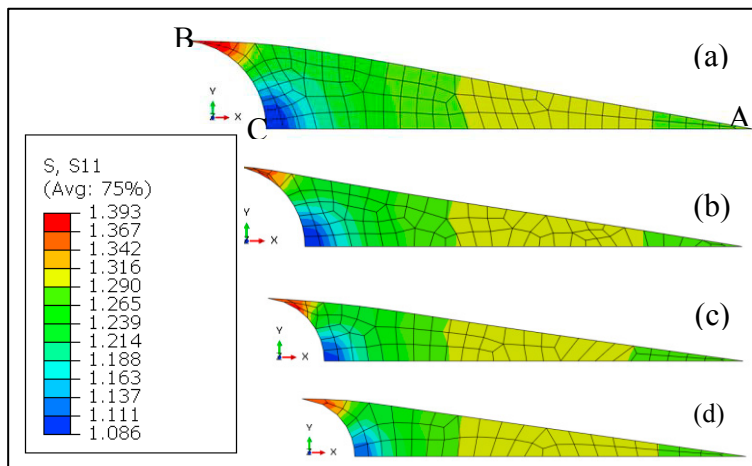 B
(a)
Y
X
C
A
S, S11
(Avg: 75%)
1.393
1.367
1.342
1.316
1.290
1.265
1.239
1.214
1.188
1.163
1.137
1.111
1.086
(b)
Y
X
(c)
Y
X
(d)
Y
X